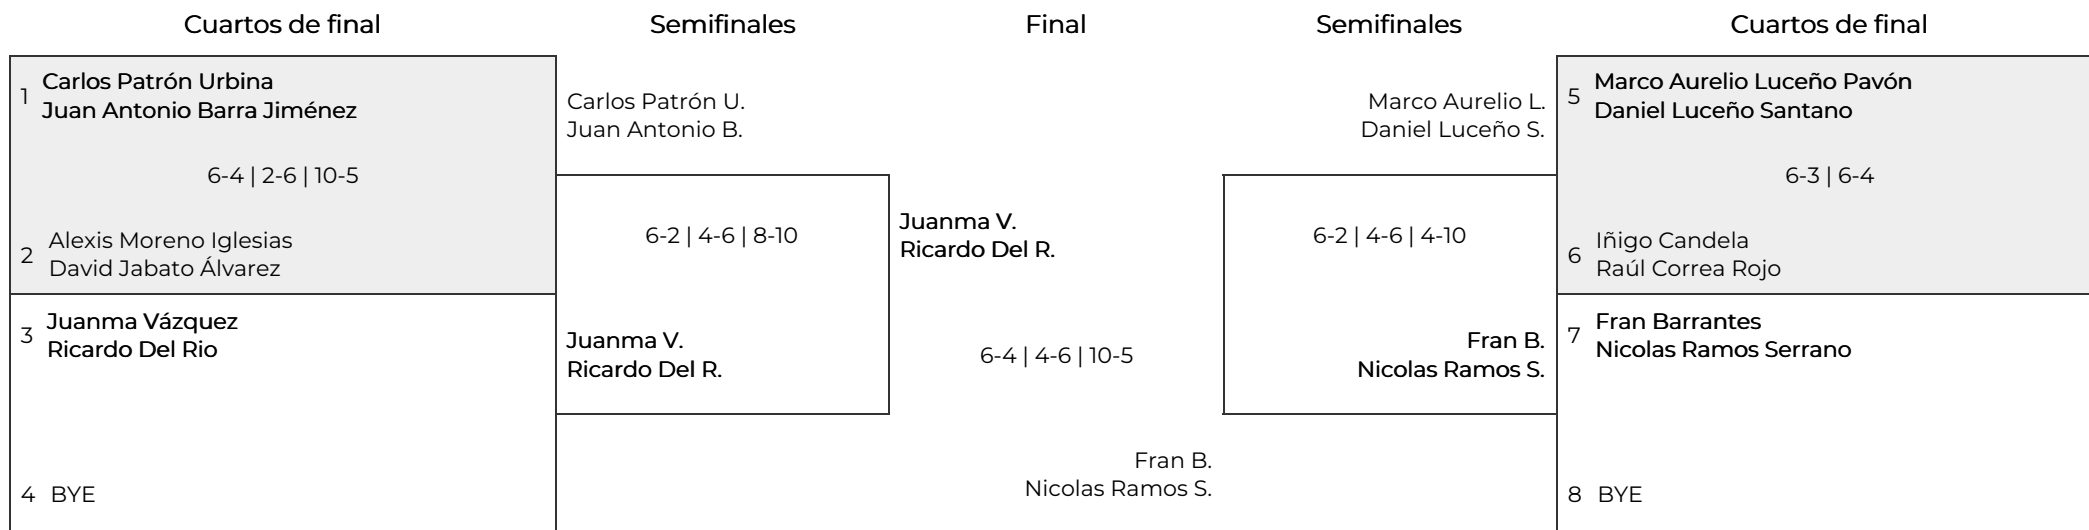 Cuartos de final
Semifinales
Final
Semifinales
Cuartos de final
1
Carlos Patrón Urbina
Juan Antonio Barra Jiménez
6-4 | 2-6 | 10-5
2
Alexis Moreno Iglesias
David Jabato Álvarez
3
Juanma Vázquez
Ricardo Del Rio
4 BYE
Carlos Patrón U.
Juan Antonio B.
6-2 | 4-6 | 8-10
Juanma V.
Ricardo Del R.
Juanma V.
Ricardo Del R.
6-4 | 4-6 | 10-5
Fran B.
Nicolas Ramos S.
Marco Aurelio L.
Daniel Luceño S.
6-2 | 4-6 | 4-10
Fran B.
Nicolas Ramos S.
5
Marco Aurelio Luceño Pavón
Daniel Luceño Santano
6-3 | 6-4
6
Iñigo Candela
Raúl Correa Rojo
7
Fran Barrantes
Nicolas Ramos Serrano
8 BYE